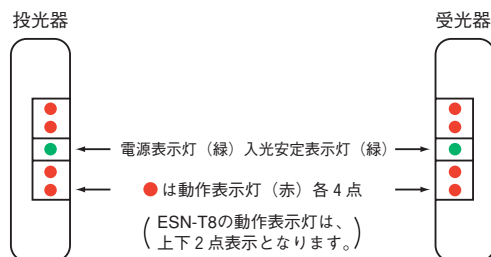 投光器 受光器
電源表示灯（緑） 入光安定表示灯（緑）
●は動作表示灯（赤）各4点
（ESN-T8の動作表示灯は、
上下2点表示となります。）